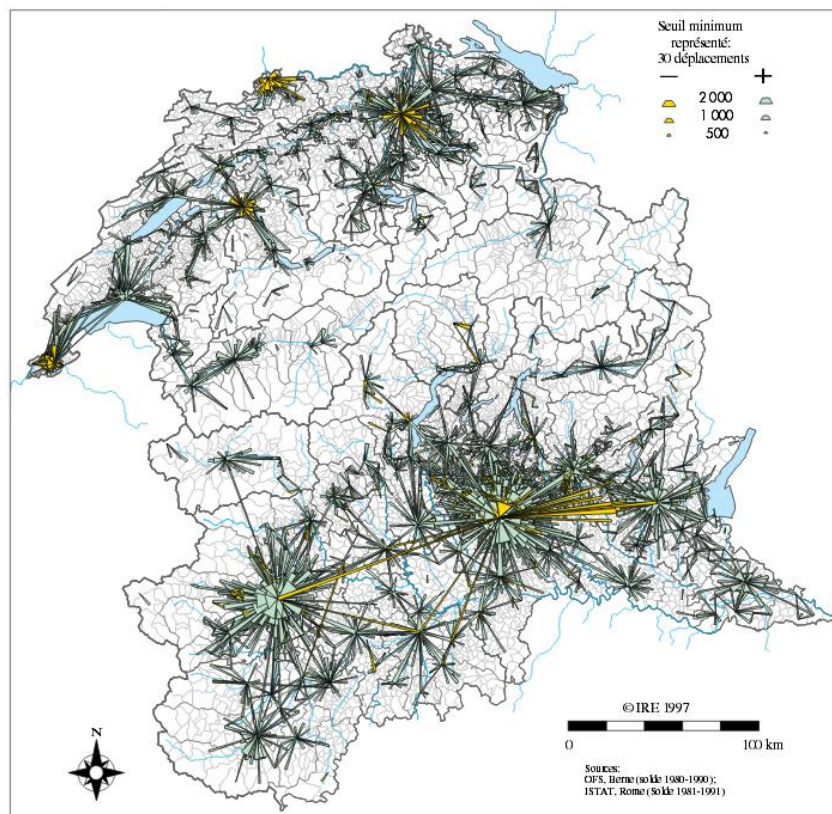 Seuil minimum
représenté:
30 déplacements
— +
2 000
1 000
500
N
© IRE 1997
0 100 km
Sources:
OFS, Berne (solde 1980-1990);
ISTAT, Rome (Solde 1981-1991)